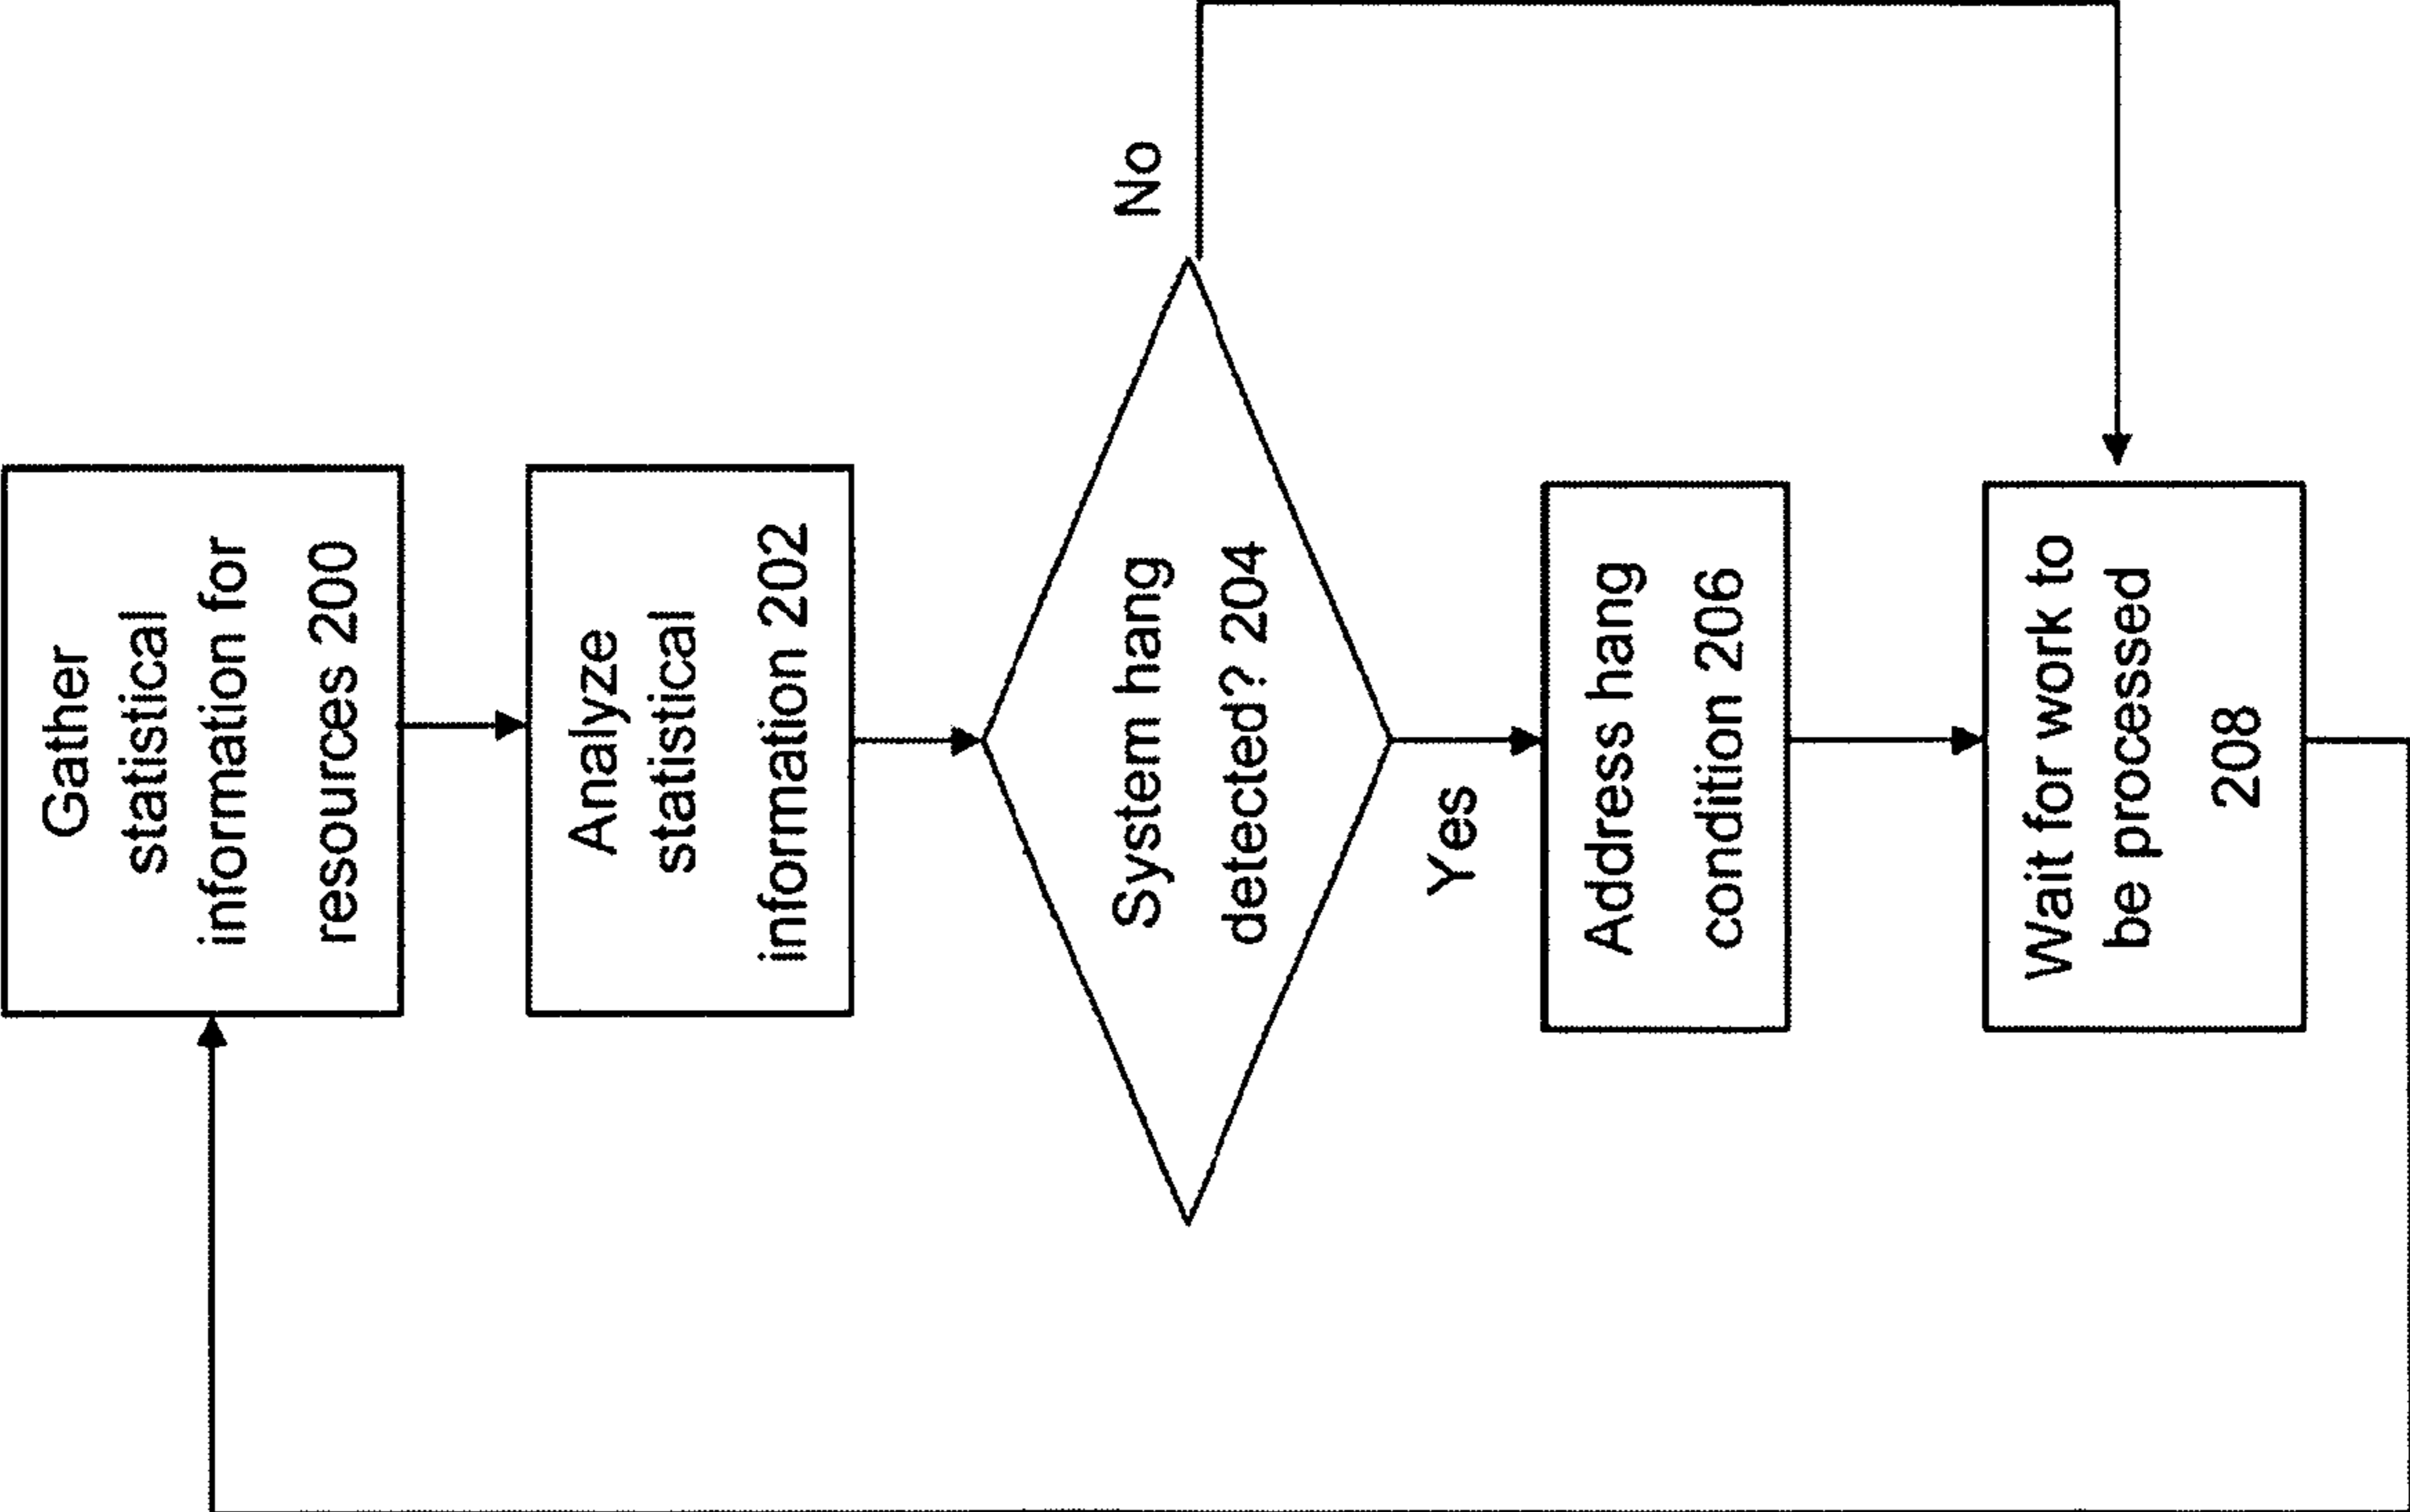 Gather
statistical
information for
resources 200
Analyze
statistical
information 202
System hang
detected? 204
No
Yes
Address hang
condition 206
Wait for work to
be processed
208